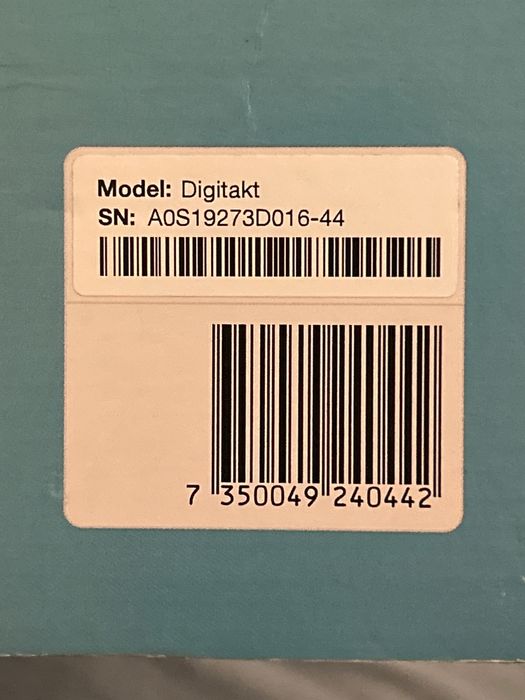 Model: Digitakt
SN: A0S19273D016-44
7 350049 240442